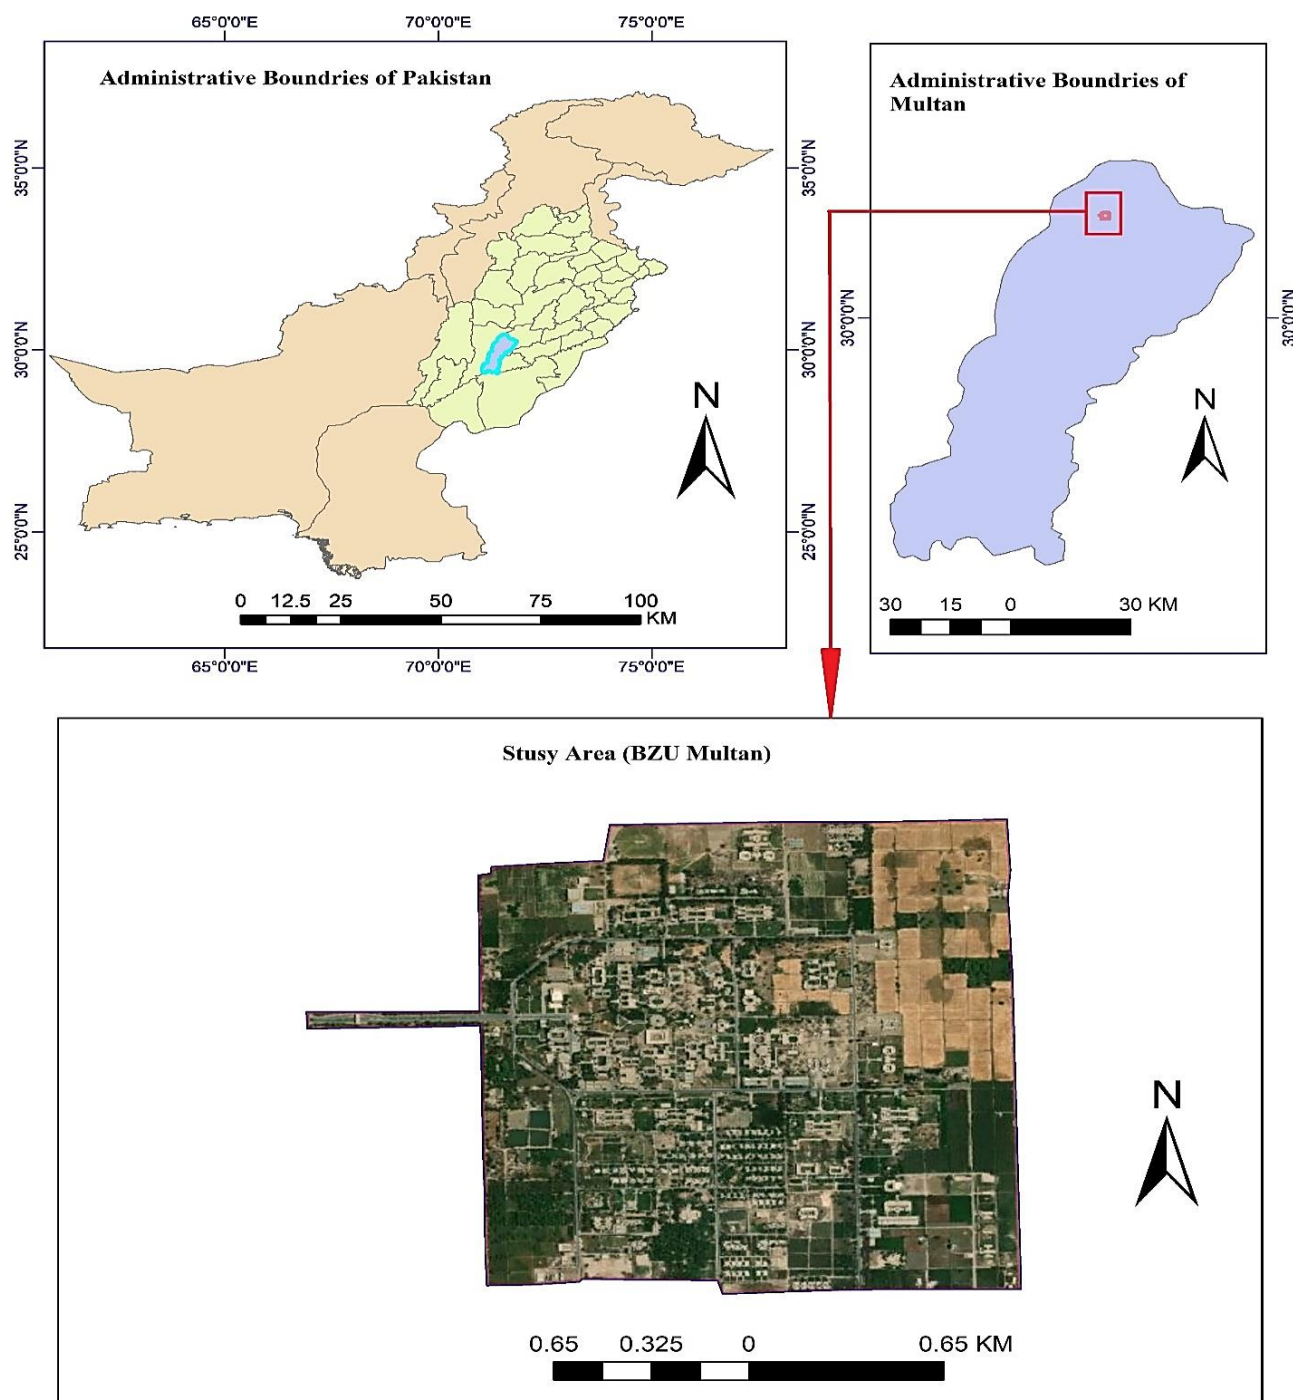 65°0'0"E 70°0'0"E 75°0'0"E
Administrative Boundries of Pakistan
35°0'0"N 35°0'0"N
30°0'0"N 30°0'0"N
25°0'0"N 25°0'0"N
N
0 12.5 25 50 75 100
KM
65°0'0"E 70°0'0"E 75°0'0"E
Administrative Boundries of
Multan
30°0'0"N 30°0'0"N
N
30 15 0 30 KM
Stusy Area (BZU Multan)
N
0.65 0.325 0 0.65 KM